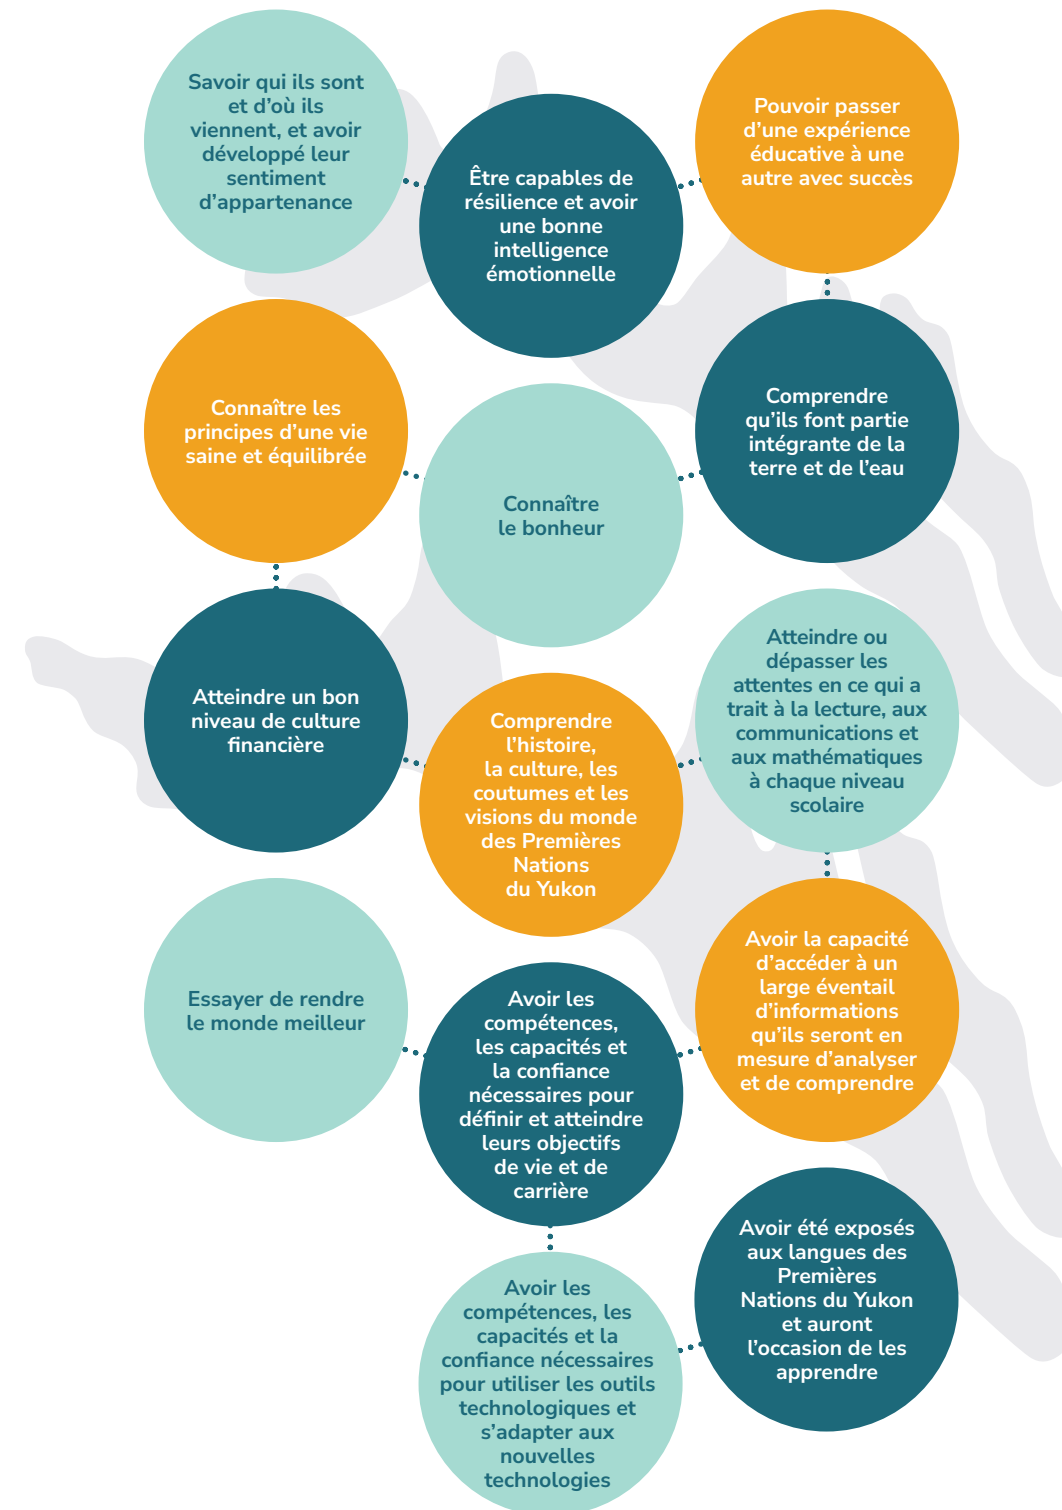 Savoir qui ils sont
et d’où ils
viennent, et avoir
développé leur
sentiment
d’appartenance
Être capables de
résilience et avoir
une bonne
intelligence
émotionnelle
Pouvoir passer
d’une expérience
éducative à une
autre avec succès
Comprendre
qu’ils font partie
intégrante de la
terre et de l’eau
Connaître
le bonheur
Connaître les
principes d’une vie
saine et équilibrée
Atteindre un bon
niveau de culture
financière
Comprendre
l’histoire,
la culture, les
coutumes et les
visions du monde
des Premières
Nations
du Yukon
Atteindre ou
dépasser les
attentes en ce qui a
trait à la lecture, aux
communications et
aux mathématiques
à chaque niveau
scolaire
Avoir la capacité
d’accéder à un
large éventail
d’informations
qu’ils seront en
mesure d'analyser
et de comprendre
Avoir les
compétences,
les capacités et
la confiance
nécessaires pour
définir et atteindre
leurs objectifs
de vie et de
carrière
Essayer de rendre
le monde meilleur
Avoir les
compétences, les
capacités et la
confiance nécessaires
pour utiliser les outils
technologiques et
s’adapter aux
nouvelles
technologies
Avoir été exposés
aux langues des
Premières
Nations du Yukon
et auront
l’occasion de les
apprendre